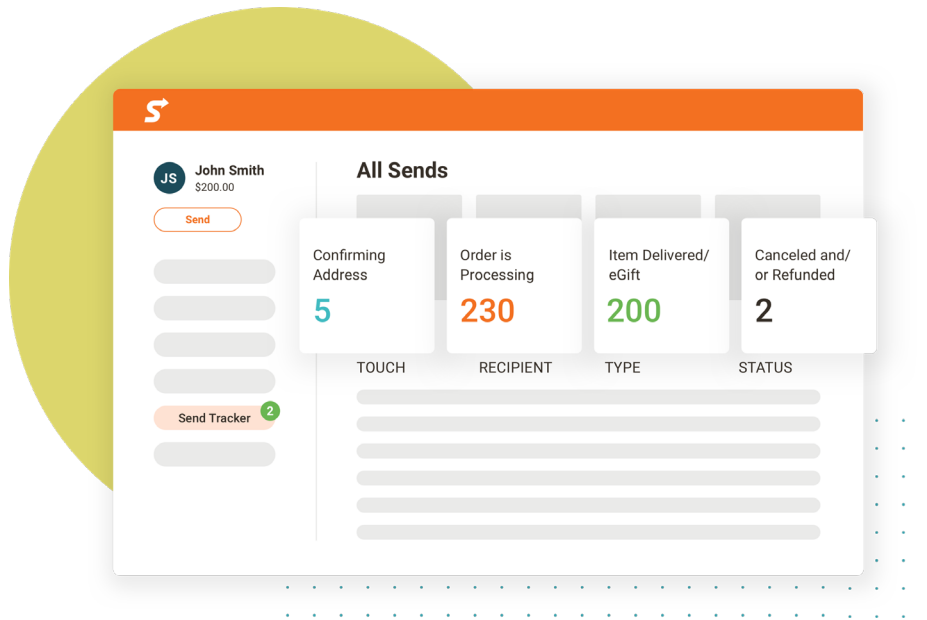 S
JS
John Smith
$200.00
Send
Send Tracker
2
All Sends
Confirming
Address
5
Order is
Processing
230
Item Delivered/
eGift
200
Canceled and/
or Refunded
2
TOUCH RECIPIENT TYPE STATUS